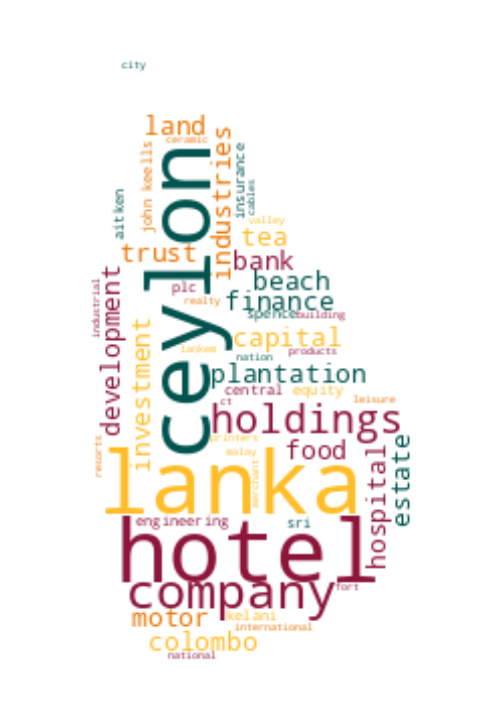 city
land
ceramic
john keells
industries
insurance
cables
aitken
ceylon
valley
tea
trust
bank
beach
plc
industrial
development
realty
finance
spence
building
investment
capital
lankem
nation
products
plantation
central
equity
ct
leisure
holdings
resorts
printers
food
malay
merchant
hospital
estate
lanka
engineering
sri
hotel
company
fort
motor
kelani
international
colombo
national